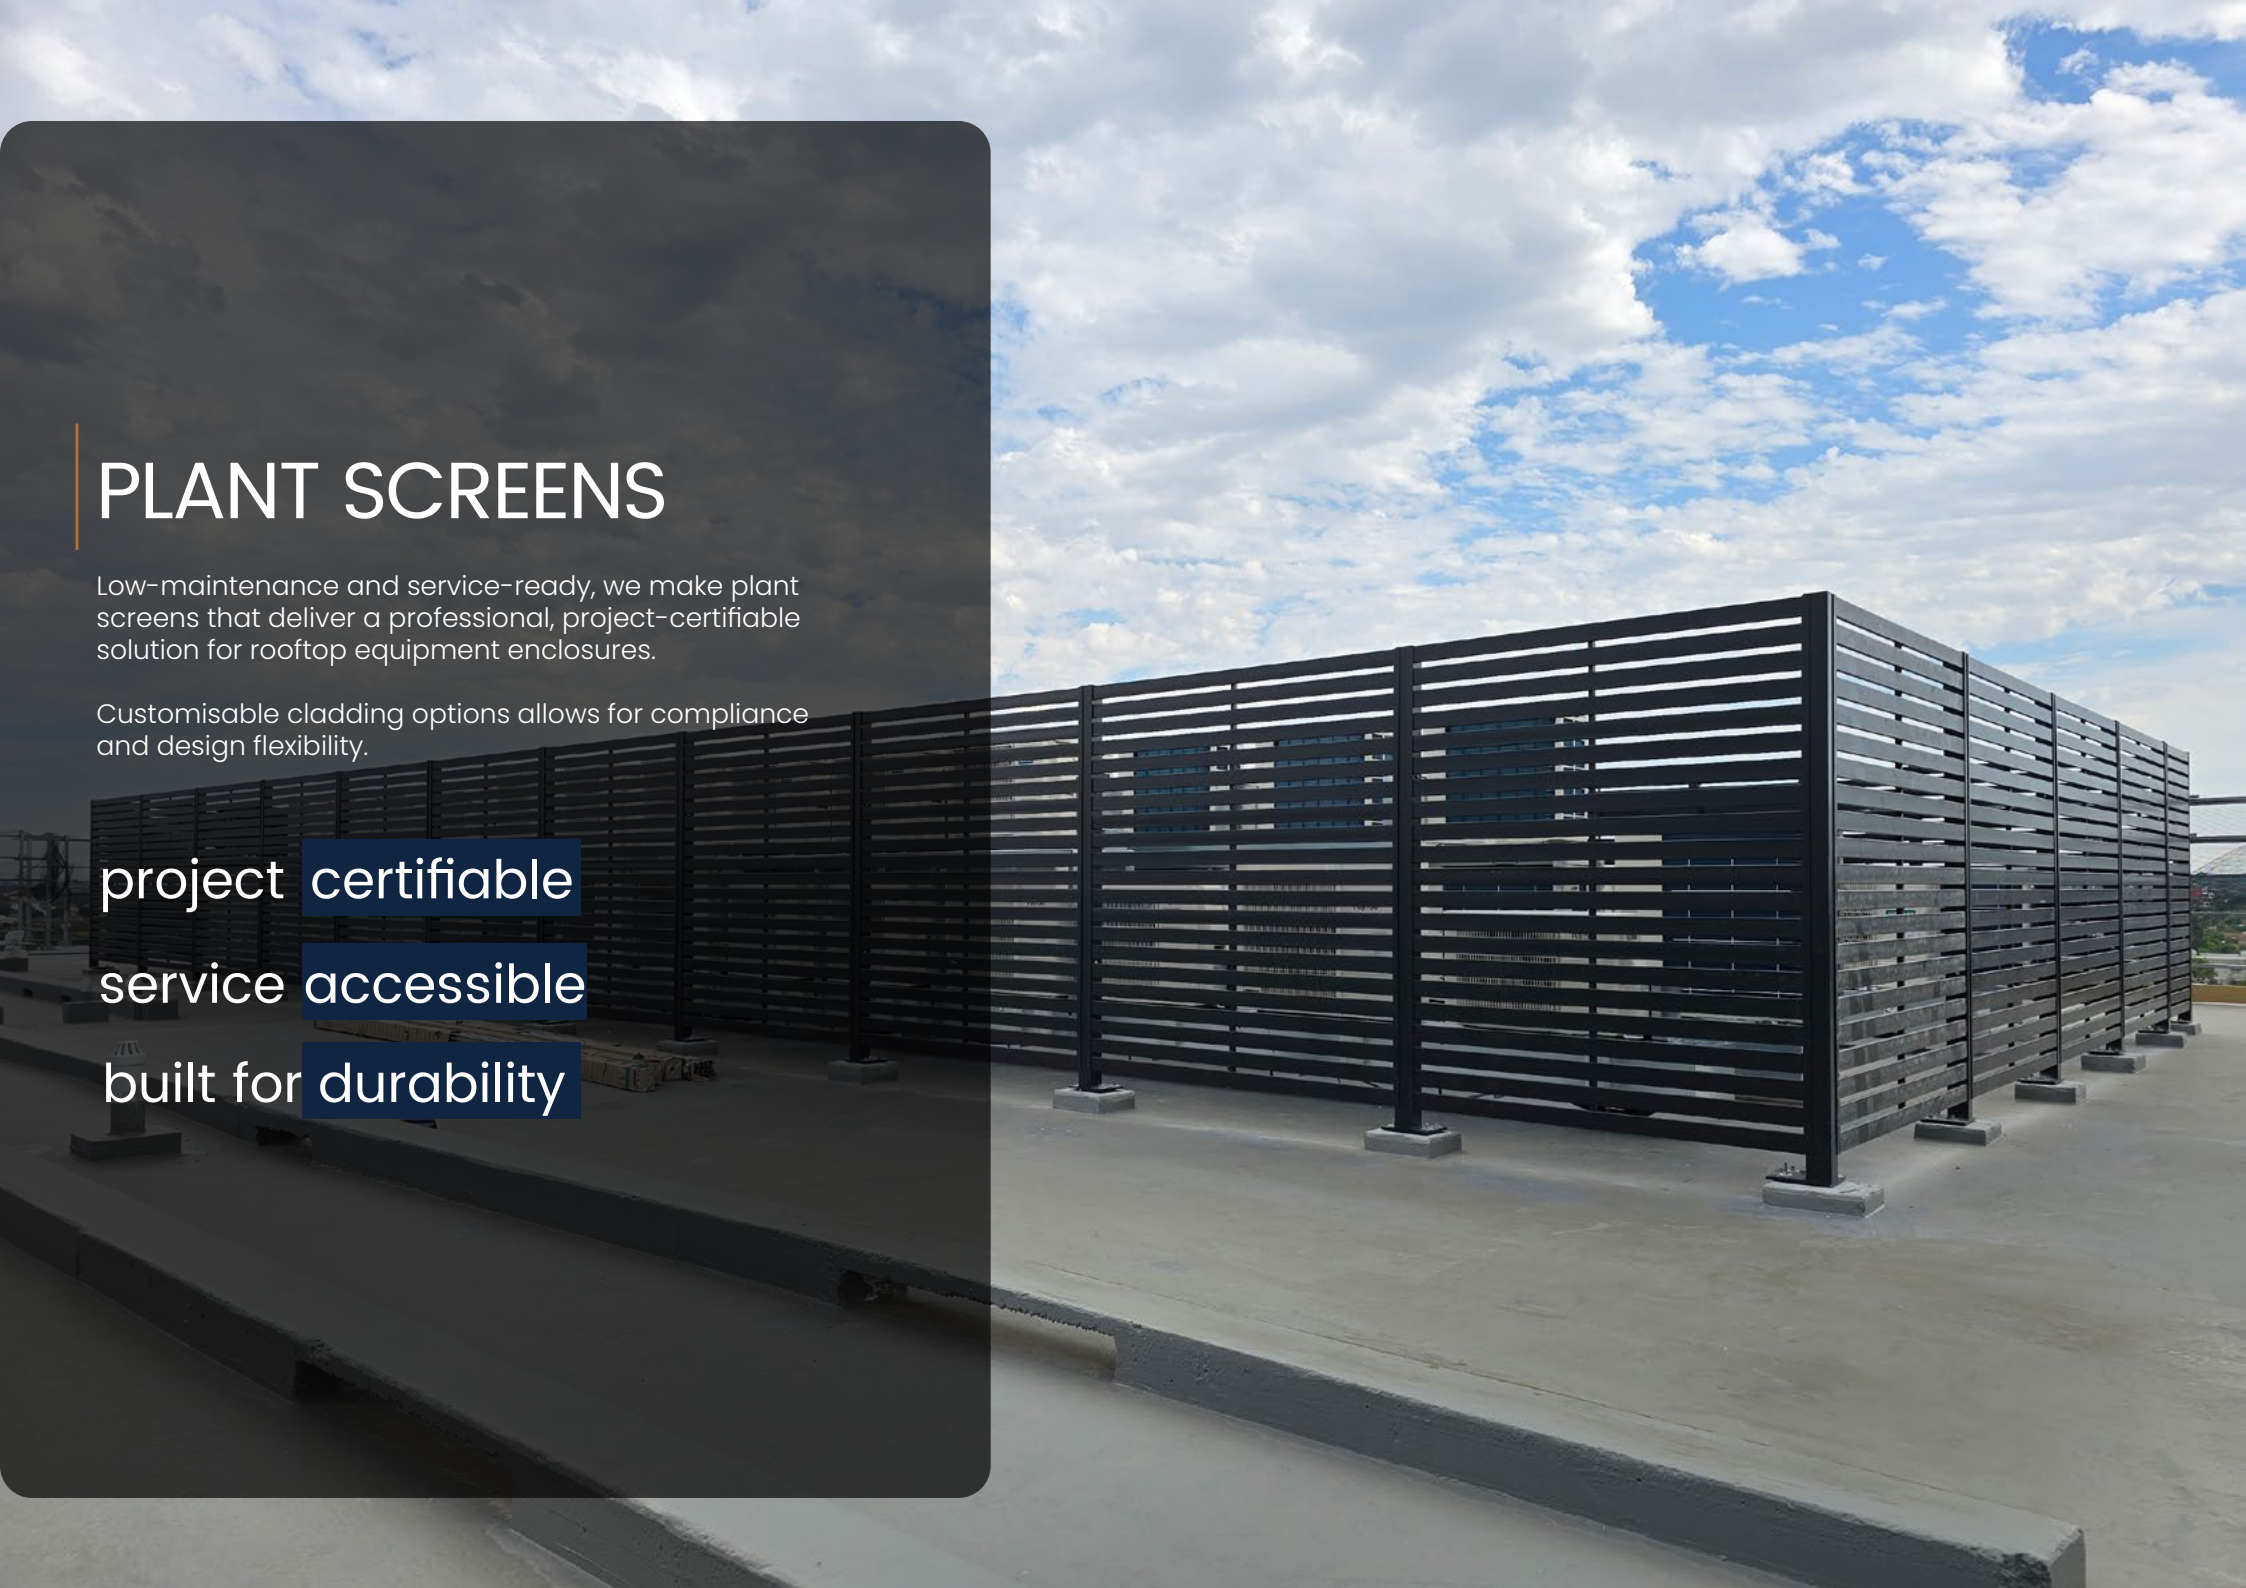 PLANT SCREENS
Low-maintenance and service-ready, we make plant
screens that deliver a professional, project-certifiable
solution for rooftop equipment enclosures.
Customisable cladding options allows for compliance
and design flexibility.
project certifiable
service accessible
built for durability